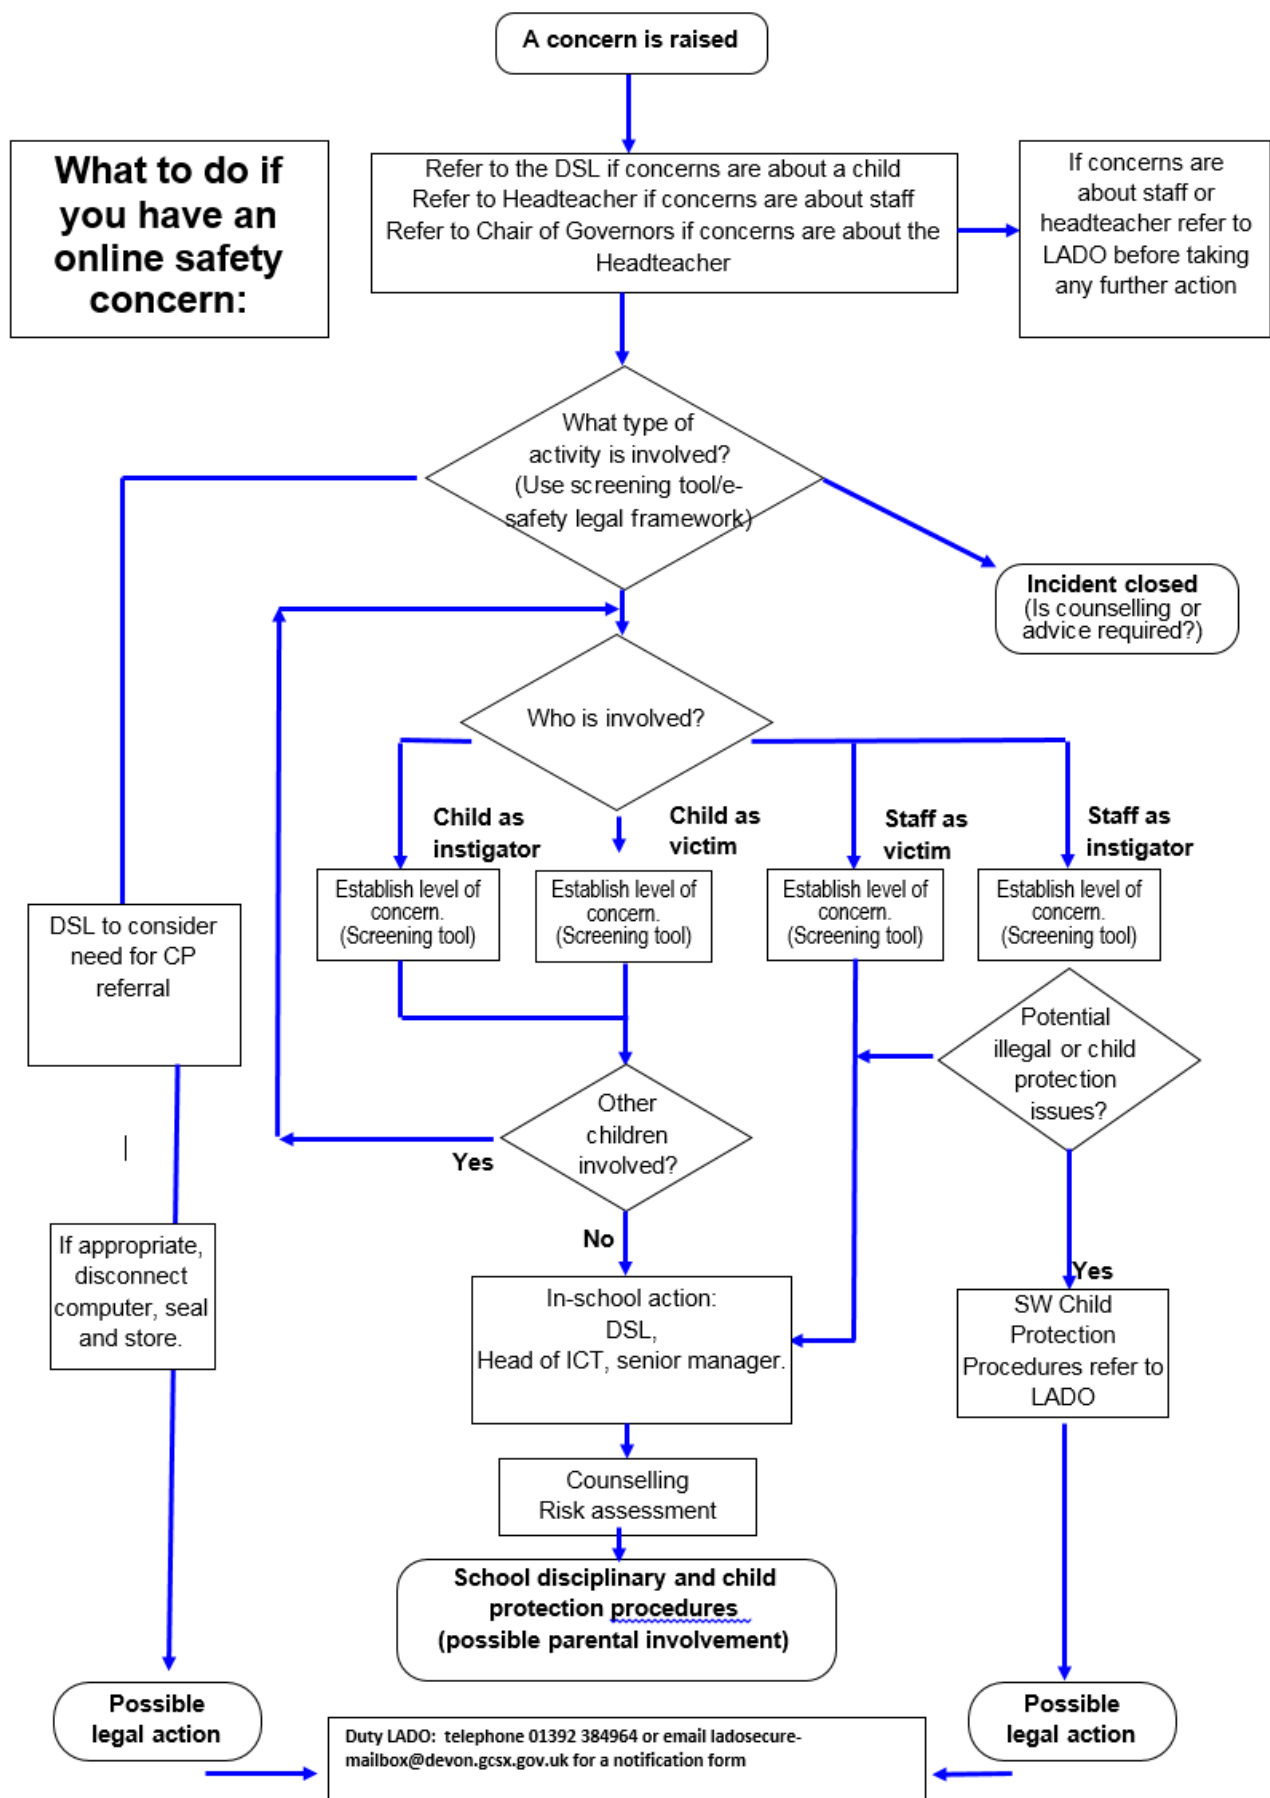 A concern is raised
What to do if
you have an
online safety
concern:
Refer to the DSL if concerns are about a child
Refer to Headteacher if concerns are about staff
Refer to Chair of Governors if concerns are about the
Headteacher
If concerns are
about staff or
headteacher refer to
LADO before taking
any further action
What type of
activity is involved?
(Use screening tool/e-
safety legal framework)
Incident closed
(Is counselling or
advice required?)
Who is involved?
Child as
instigator
Child as
victim
Staff as
victim
Staff as
instigator
Establish level of
concern.
(Screening tool)
Establish level of
concern.
(Screening tool)
Establish level of
concern.
(Screening tool)
Establish level of
concern.
(Screening tool)
DSL to consider
need for CP
referral
Potential
illegal or child
protection
issues?
Other
children
involved?
Yes
No
If appropriate,
disconnect
computer, seal
and store.
In-school action:
DSL,
Head of ICT, senior manager.
Yes
SW Child
Protection
Procedures refer to
LADO
Counselling
Risk assessment
School disciplinary and child
protection procedures
(possible parental involvement)
Possible
legal action
Possible
legal action
Duty LADO: telephone 01392 384964 or email ladosecure-
mailbox@devon.gcsx.gov.uk for a notification form